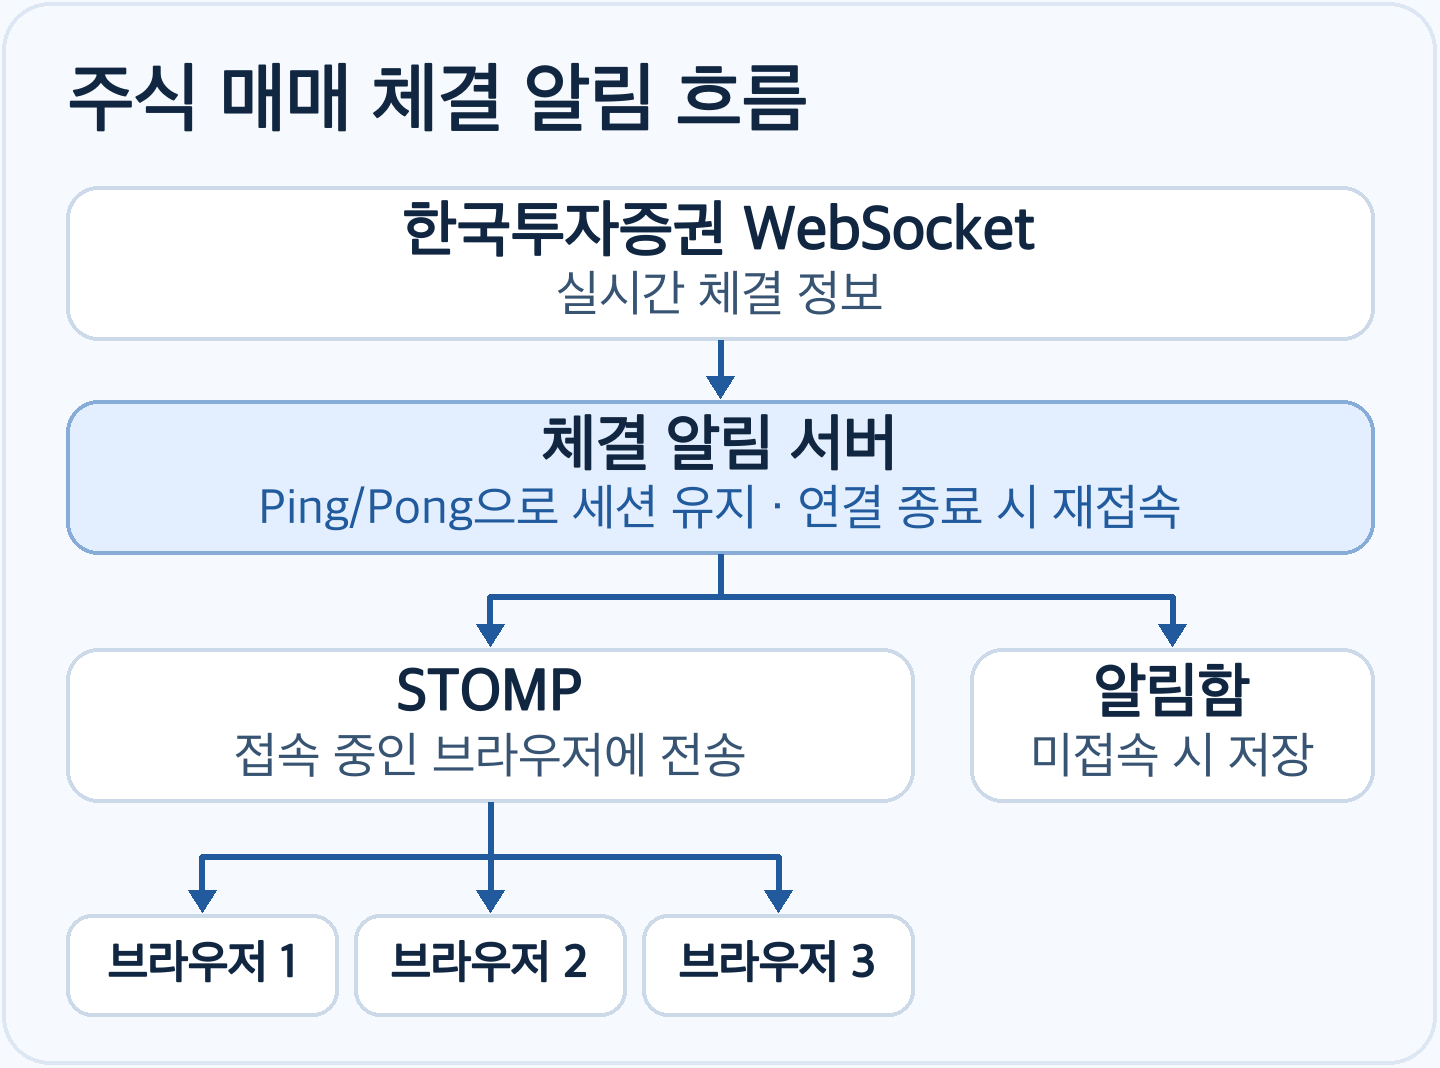 주식 매매 체결 알림 흐름
한국투자증권 WebSocket
실시간 체결 정보
체결 알림 서버
Ping/Pong으로 세션 유지 · 연결 종료 시 재접속
STOMP
접속 중인 브라우저에 전송
알림함
미접속 시 저장
브라우저 1
브라우저 2
브라우저 3